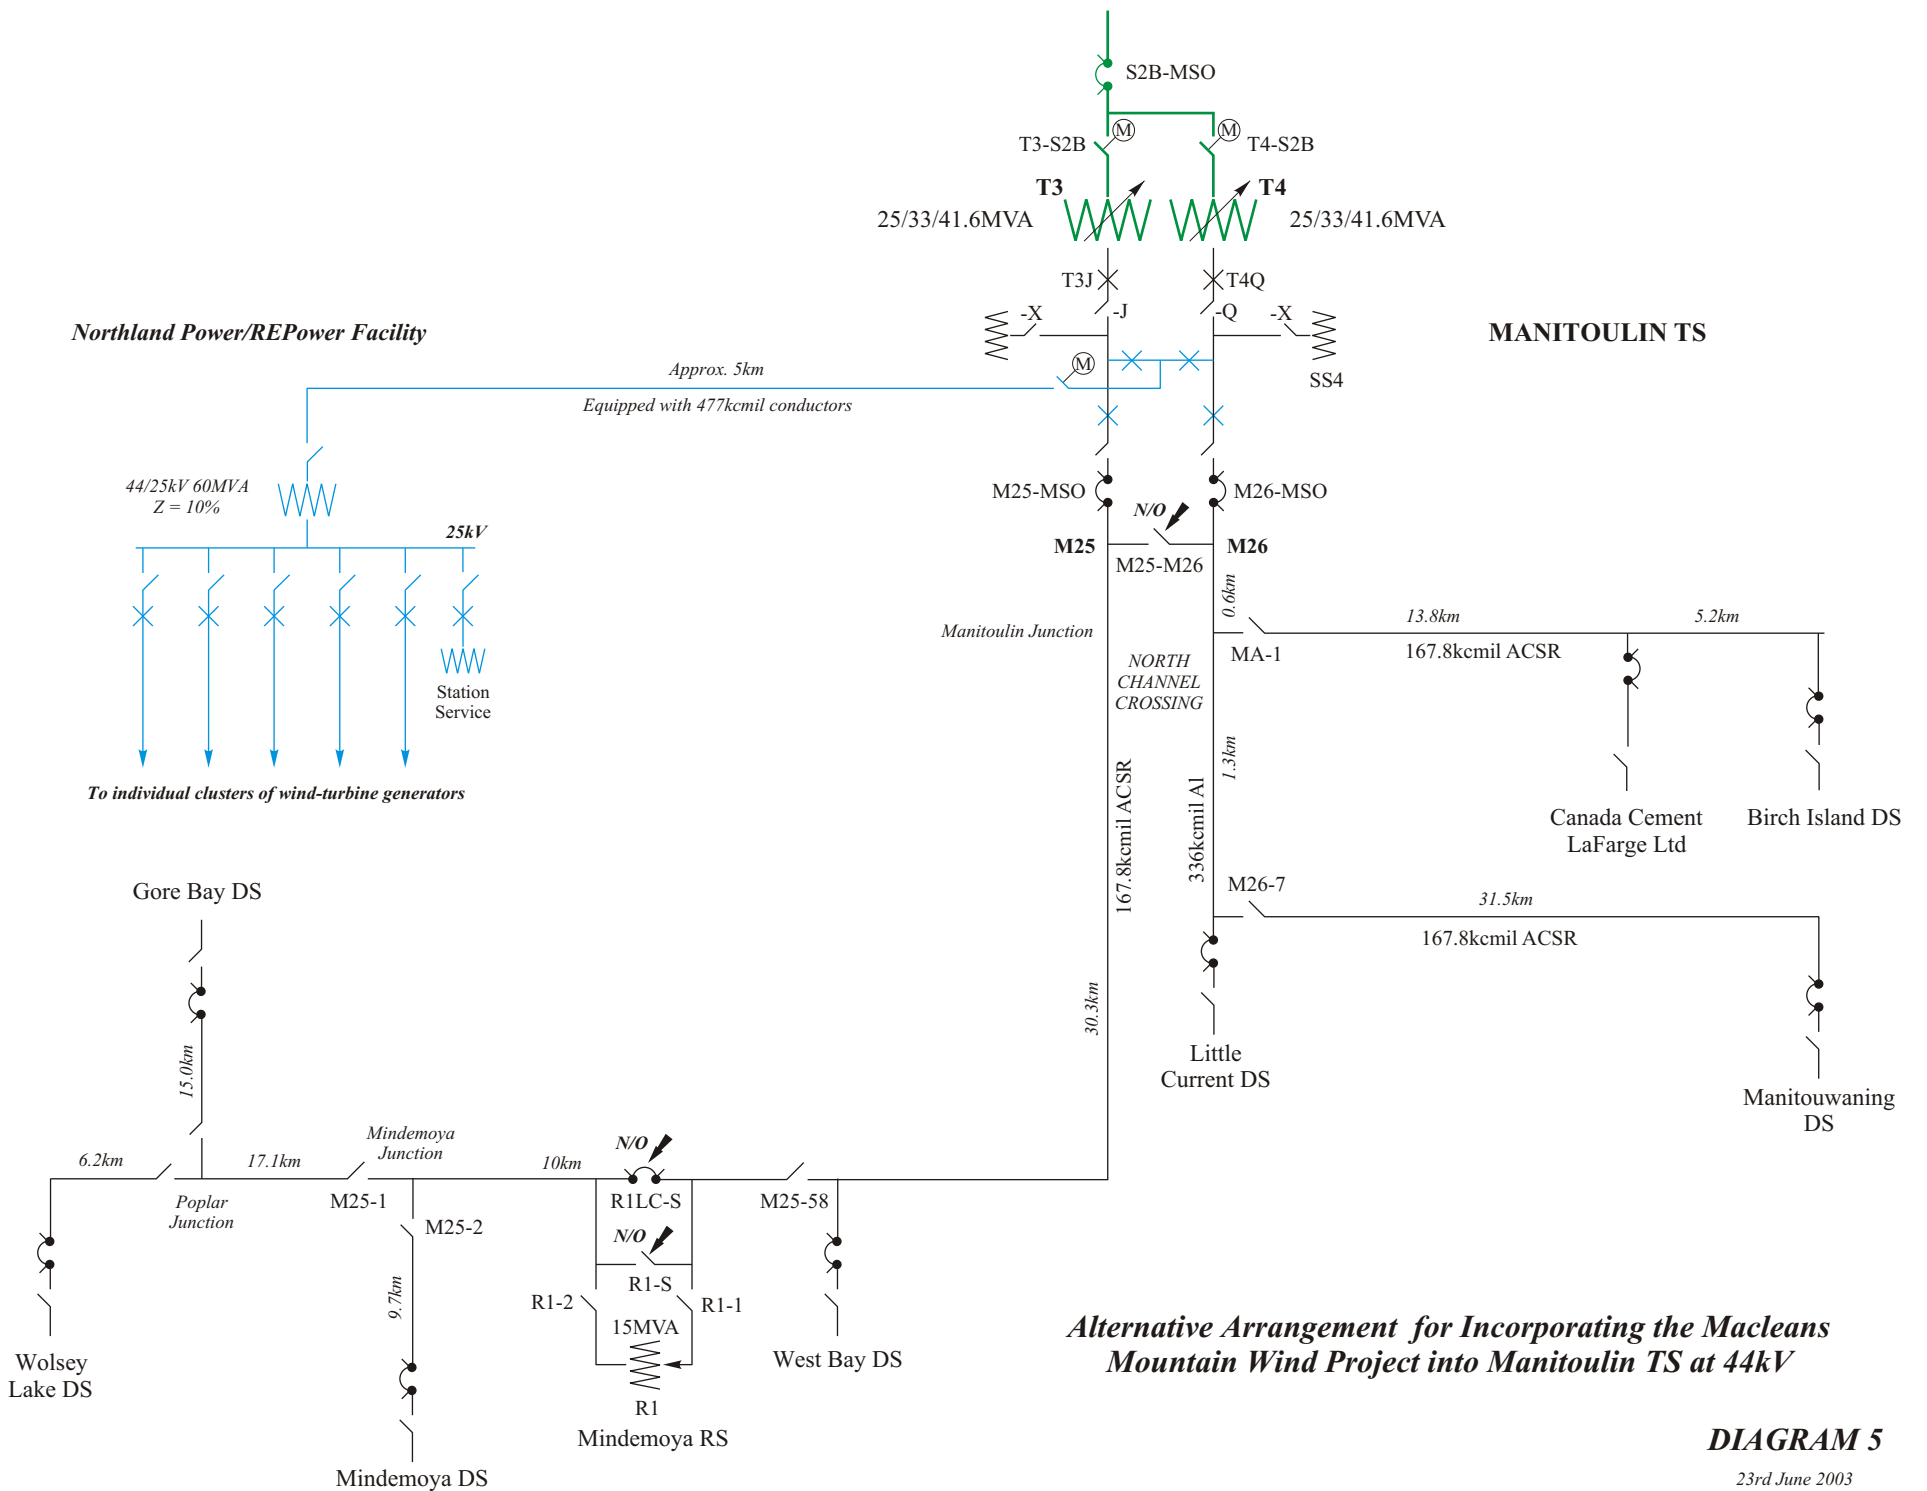 S2B-MSO
M
M
T3-S2B
T4-S2B
T3
T4
25/33/41.6MVA
25/33/41.6MVA
T3J
T4Q
-X
-J
-Q
-X
Northland Power/REPower Facility
MANITOULIN TS
M
SS4
Approx. 5km
Equipped with 477kcmil conductors
44/25kV 60MVA
Z = 10%
M25-MSO
M26-MSO
N/O
25kV
M25
M26
M25-M26
0.6km
Manitoulin Junction
13.8km
5.2km
MA-1
167.8kcmil ACSR
NORTH
CHANNEL
CROSSING
Station
Service
1.3km
167.8kcmil ACSR
336kcmil Al
To individual clusters of wind-turbine generators
Canada Cement
LaFarge Ltd
Birch Island DS
Gore Bay DS
M26-7
31.5km
167.8kcmil ACSR
30.3km
15.0km
Little
Current DS
Manitouwaning
DS
6.2km
17.1km
Mindemoya
Junction
10km
N/O
Poplar
Junction
M25-1
R1LC-S
M25-58
M25-2
N/O
R1-S
9.7km
R1-2
R1-1
15MVA
Wolsey
Lake DS
West Bay DS
R1
Mindemoya RS
Mindemoya DS
Alternative Arrangement for Incorporating the Macleans
Mountain Wind Project into Manitoulin TS at 44kV
DIAGRAM 5
23rd June 2003